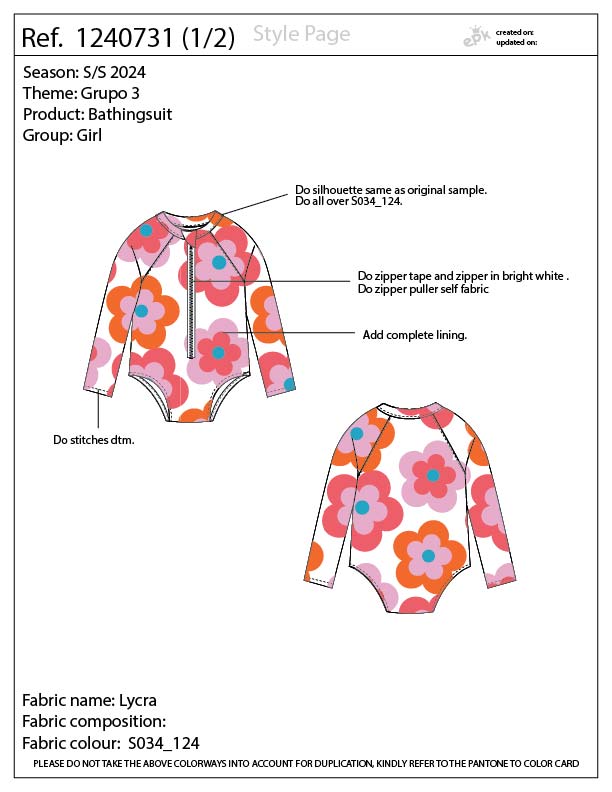 Ref. 1240731 (1/2) Style Page epk created on:
updated on:
Season: S/S 2024
Theme: Grupo 3
Product: Bathingsuit
Group: Girl
Do silhouette same as original sample.
Do all over S034_124.
Do zipper tape and zipper in bright white .
Do zipper puller self fabric
Add complete lining.
Do stitches dtm.
Fabric name: Lycra
Fabric composition:
Fabric colour: S034_124
PLEASE DO NOT TAKE THE ABOVE COLORWAYS INTO ACCOUNT FOR DUPLICATION, KINDLY REFER TO THE PANTONE TO COLOR CARD